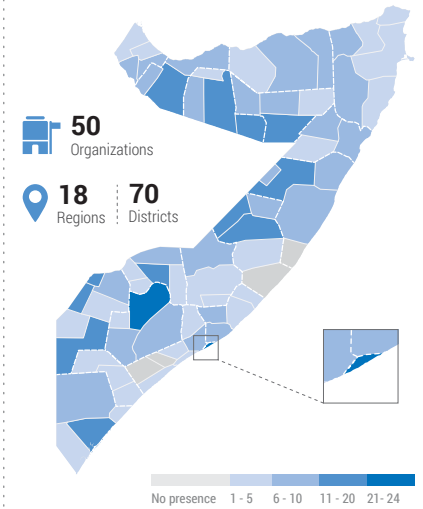 50
Organizations
18
Regions
70
Districts
No presence 1 - 5 6 - 10 11 - 20 21- 24